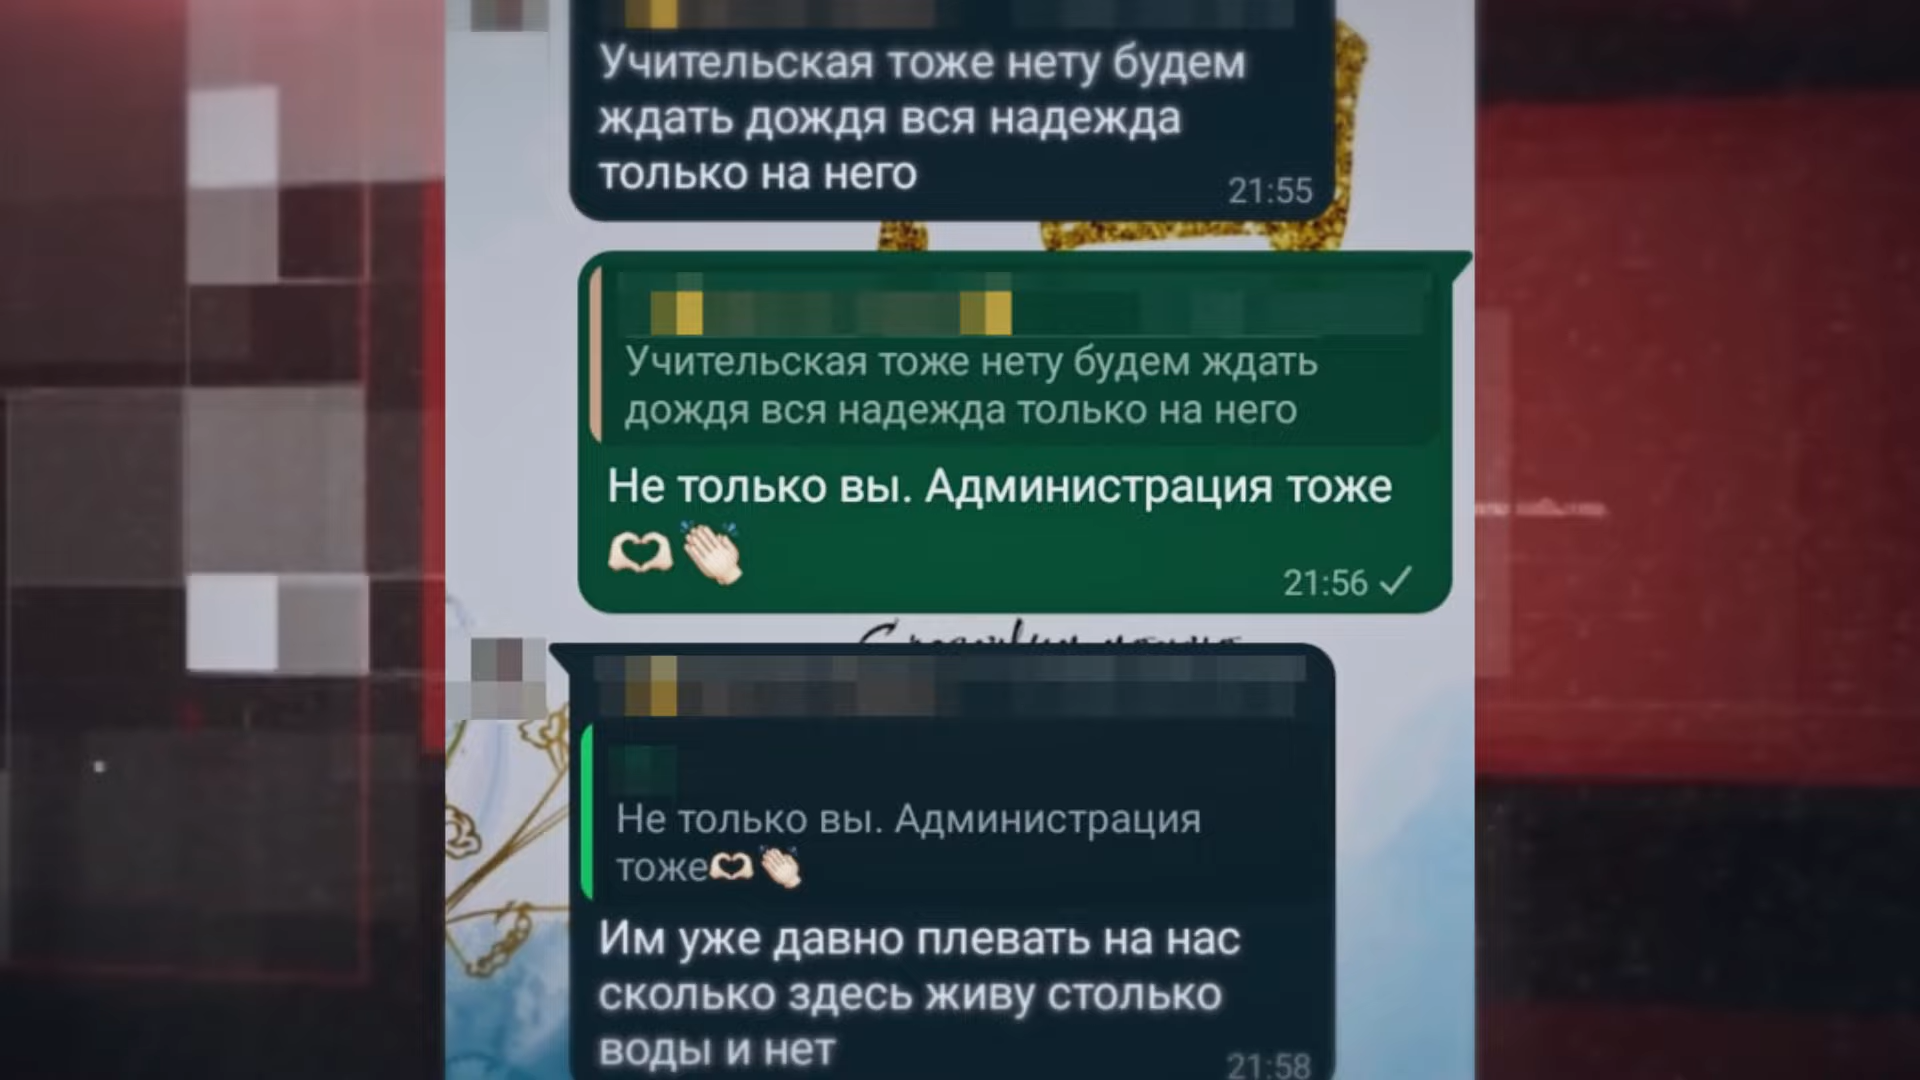 Учительская тоже нету будем
ждать дождя вся надежда
только на него
21:55
Учительская тоже нету будем ждать
дождя вся надежда только на него
Не только вы. Администрация тоже
🫶🏻👏🏻
21:56
Не только вы. Администрация
тоже🫶🏻👏🏻
Им уже давно плевать на нас
сколько здесь живу столько
воды и нет
21:58